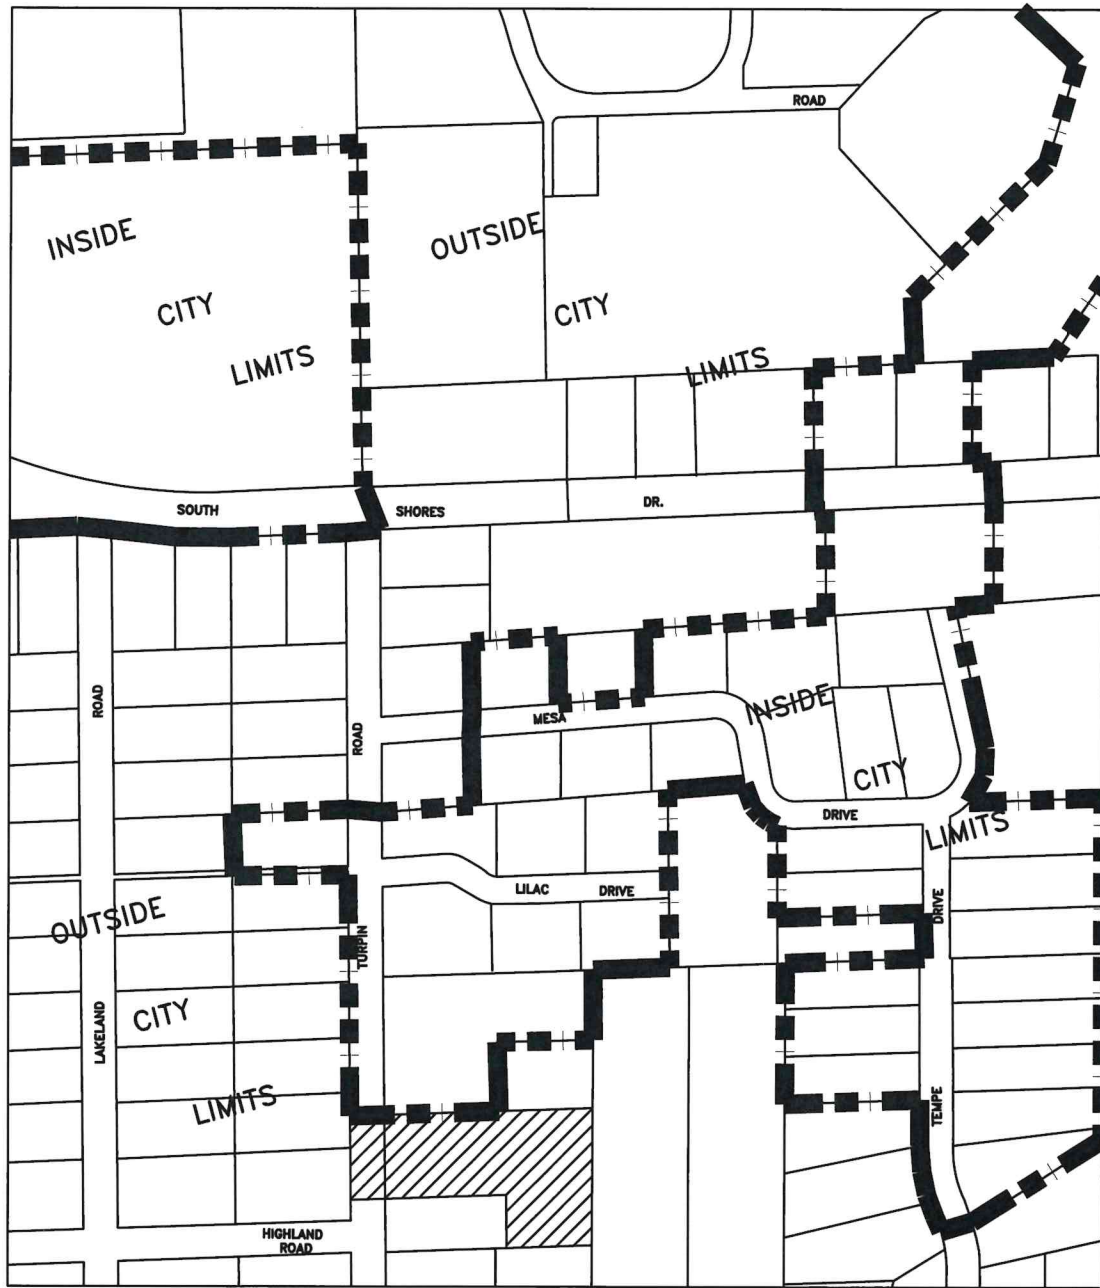 ROAD
INSIDE
CITY
LIMITS
OUTSIDE
CITY
LIMITS
SOUTH SHORES DR.
ROAD
ROAD
MESA
INSIDE
CITY
LIMITS
DRIVE
LILAC DRIVE
DRIVE
OUTSIDE
CITY
LIMITS
TURPIN
LAKELAND
TEMPE
HIGHLAND
ROAD